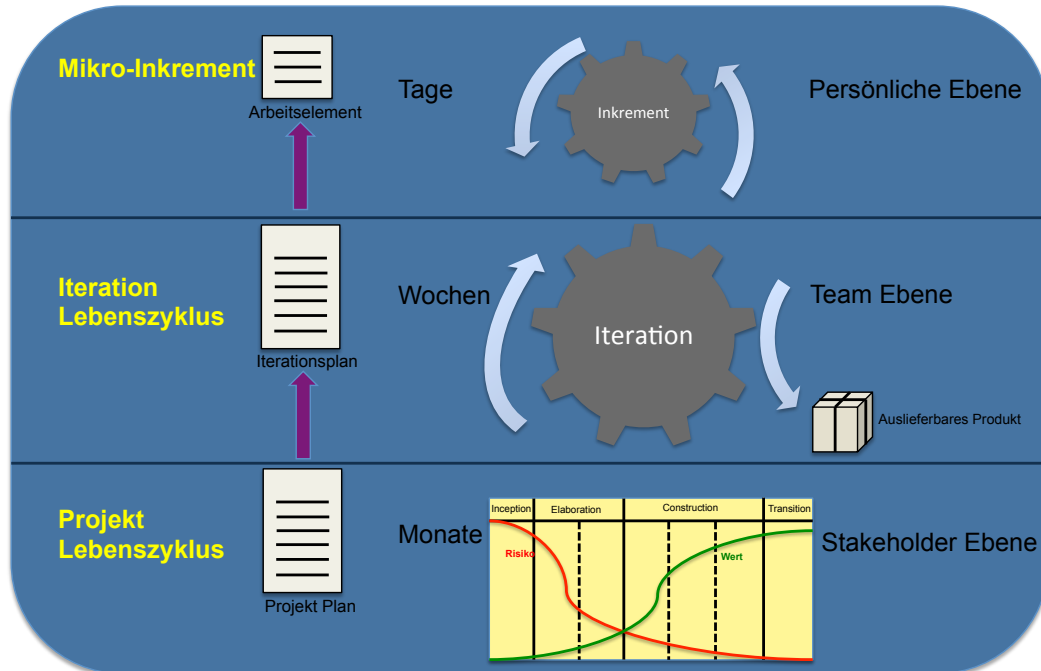 Mikro-Inkrement
Arbeitselement
Tage
Inkrement
Persönliche Ebene
Iteration
Lebenszyklus
Iterationsplan
Wochen
Iteration
Team Ebene
Auslieferbares Produkt
Projekt
Lebenszyklus
Projekt Plan
Monate
Inception
Elaboration
Construction
Transition
Risiko
Wert
Stakeholder Ebene